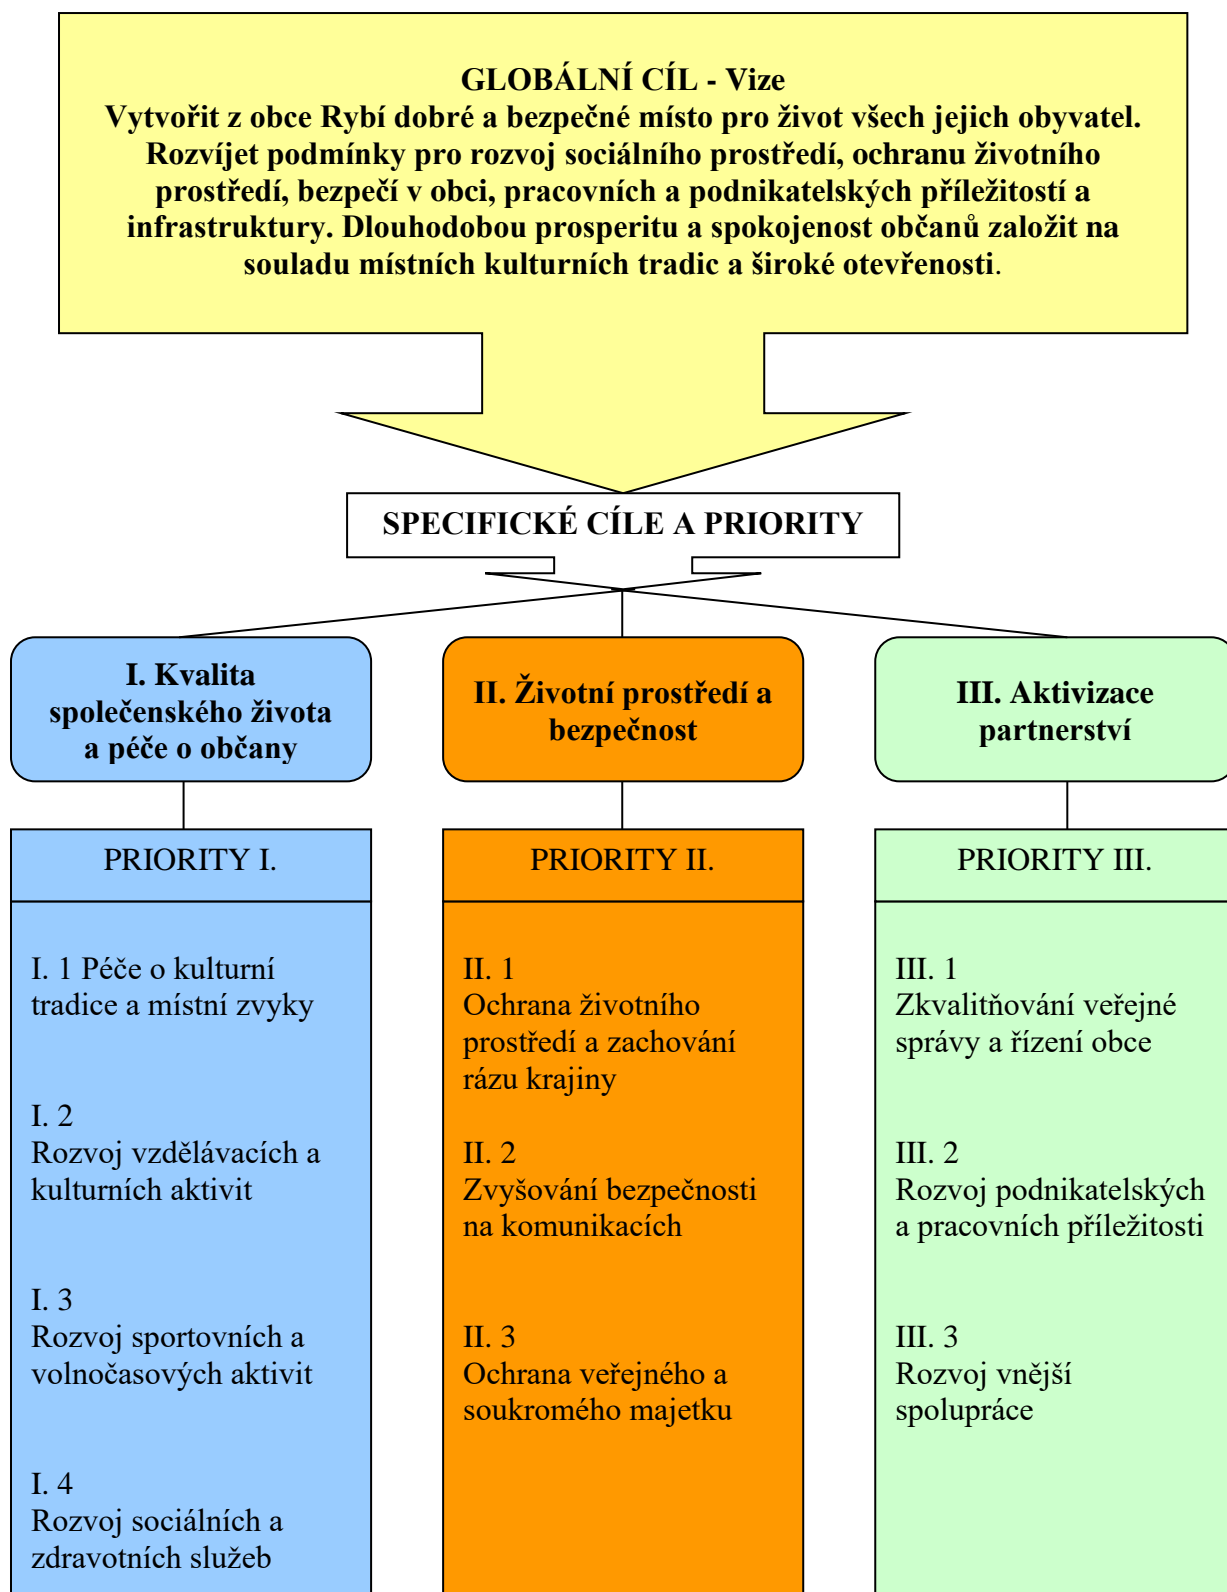 GLOBÁLNÍ CÍL - Vize
Vytvořit z obce Rybí dobré a bezpečné místo pro život všech jejich obyvatel.
Rozvíjet podmínky pro rozvoj sociálního prostředí, ochranu životního
prostředí, bezpečí v obci, pracovních a podnikatelských příležitostí a
infrastruktury. Dlouhodobou prosperitu a spokojenost občanů založit na
souladu místních kulturních tradic a široké otevřenosti.
SPECIFICKÉ CÍLE A PRIORITY
I. Kvalita
společenského života
a péče o občany
II. Životní prostředí a
bezpečnost
III. Aktivizace
partnerství
PRIORITY I.
I. 1 Péče o kulturní
tradice a místní zvyky
I. 2
Rozvoj vzdělávacích a
kulturních aktivit
I. 3
Rozvoj sportovních a
volnočasových aktivit
I. 4
Rozvoj sociálních a
zdravotních služeb
PRIORITY II.
II. 1
Ochrana životního
prostředí a zachování
rázu krajiny
II. 2
Zvyšování bezpečnosti
na komunikacích
II. 3
Ochrana veřejného a
soukromého majetku
PRIORITY III.
III. 1
Zkvalitňování veřejné
správy a řízení obce
III. 2
Rozvoj podnikatelských
a pracovních příležitosti
III. 3
Rozvoj vnější
spolupráce